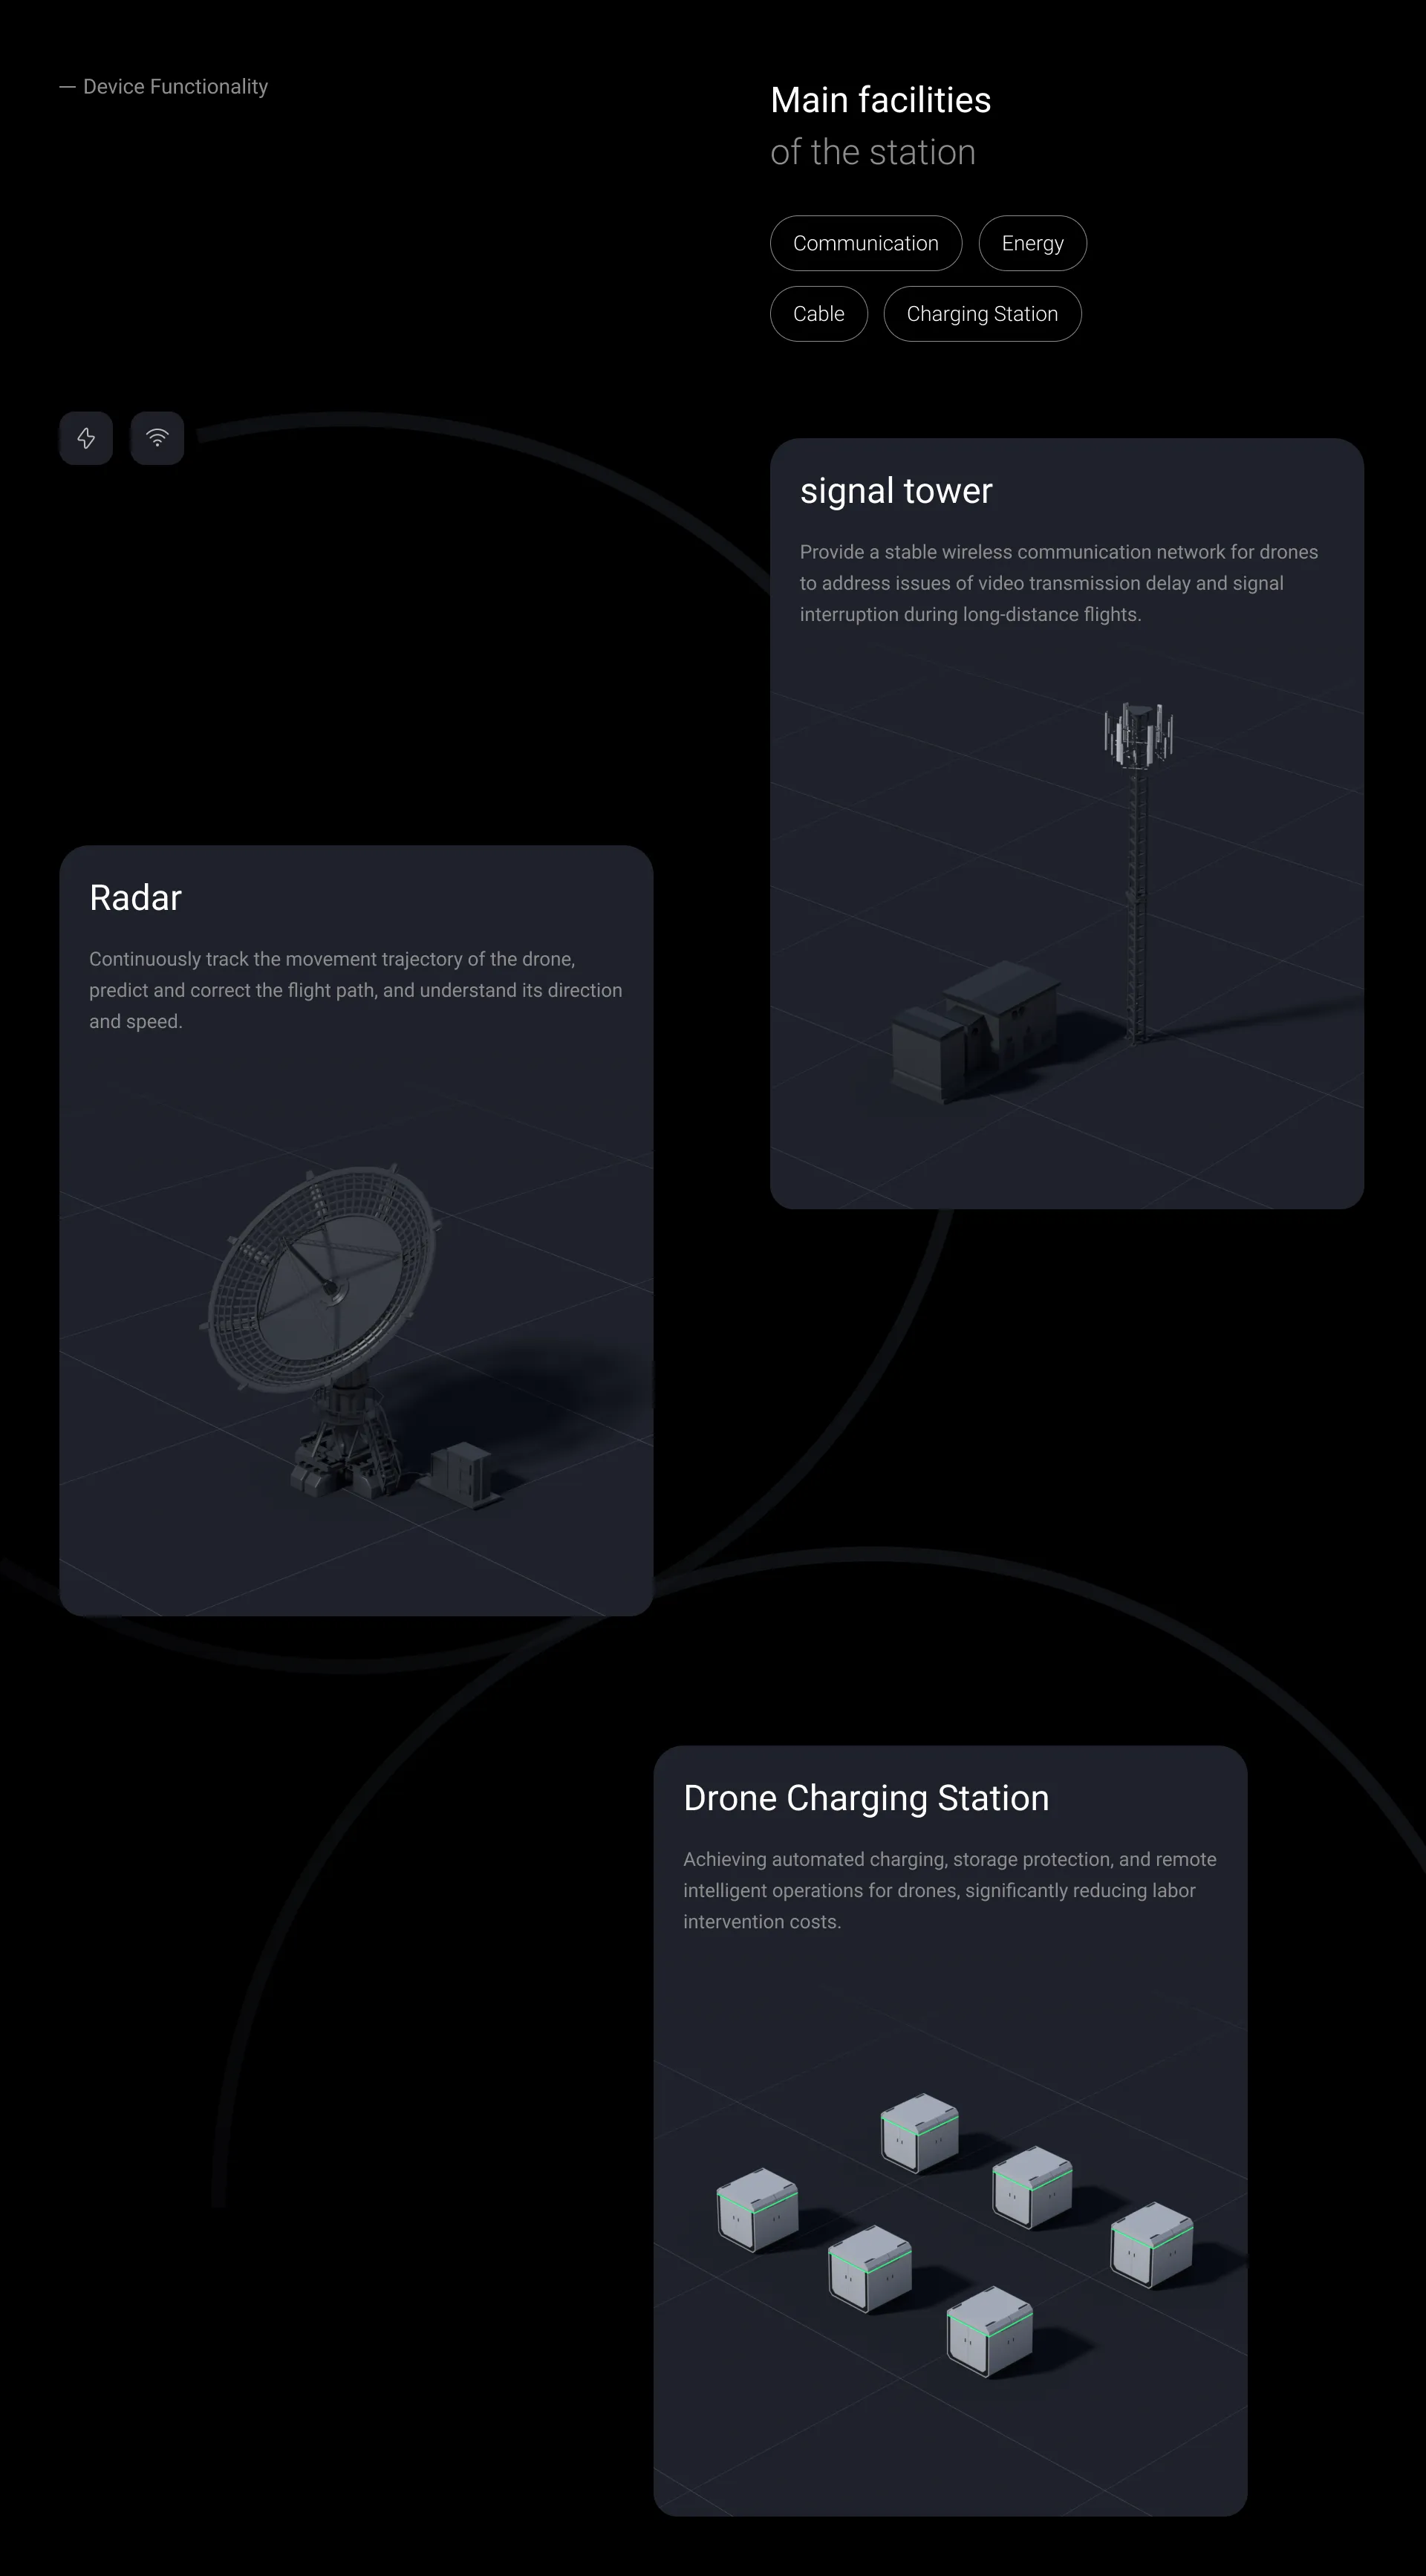 — Device Functionality
Main facilities
of the station
Communication
Energy
Cable
Charging Station
signal tower
Provide a stable wireless communication network for drones
to address issues of video transmission delay and signal
interruption during long-distance flights.
Radar
Continuously track the movement trajectory of the drone,
predict and correct the flight path, and understand its direction
and speed.
Drone Charging Station
Achieving automated charging, storage protection, and remote
intelligent operations for drones, significantly reducing labor
intervention costs.